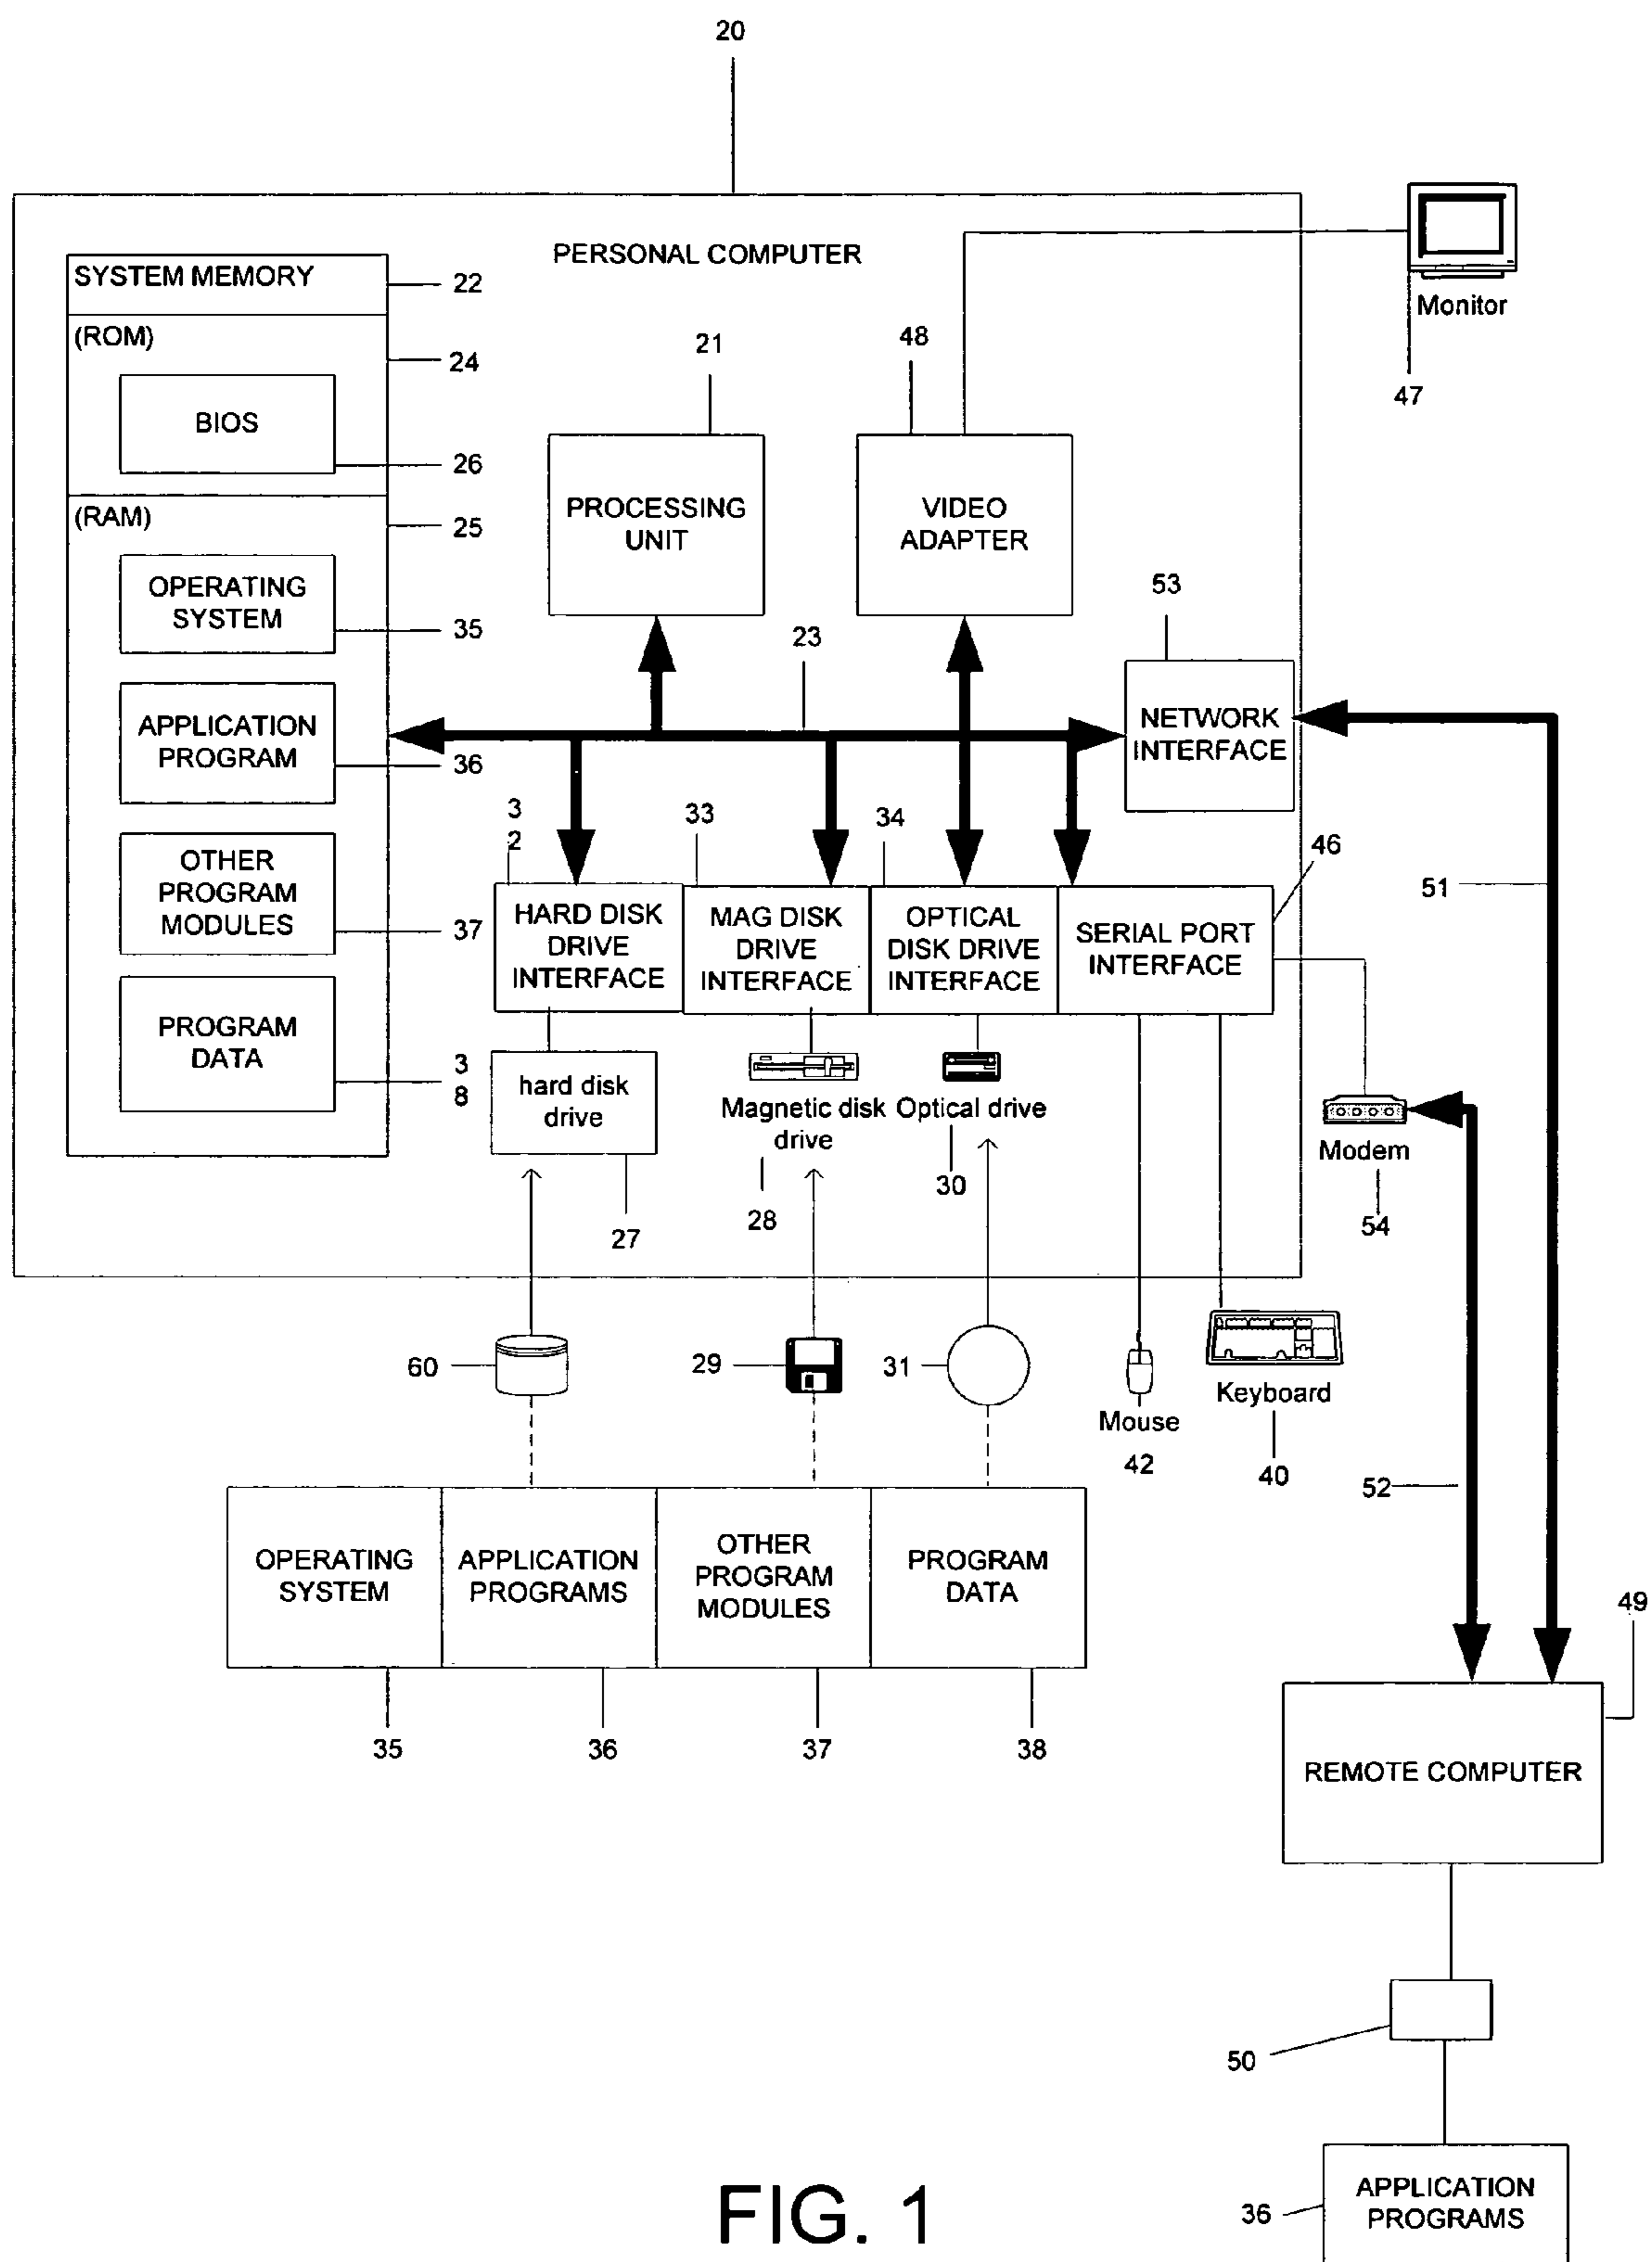 20
PERSONAL COMPUTER
SYSTEM MEMORY
22
(ROM)
24
BIOS
26
(RAM)
25
OPERATING
SYSTEM
35
APPLICATION
PROGRAM
36
OTHER
PROGRAM
MODULES
37
PROGRAM
DATA
3
8
21
PROCESSING
UNIT
48
VIDEO
ADAPTER
Monitor
47
23
53
NETWORK
INTERFACE
3
2
HARD DISK
DRIVE
INTERFACE
33
MAG DISK
DRIVE
INTERFACE
34
OPTICAL
DISK DRIVE
INTERFACE
46
SERIAL PORT
INTERFACE
51
hard disk
drive
27
Magnetic disk
drive
28
Optical drive
30
Modem
54
60
29
31
Mouse
42
Keyboard
40
52
OPERATING
SYSTEM
APPLICATION
PROGRAMS
OTHER
PROGRAM
MODULES
PROGRAM
DATA
35
36
37
38
49
REMOTE COMPUTER
50
36
APPLICATION
PROGRAMS
FIG. 1